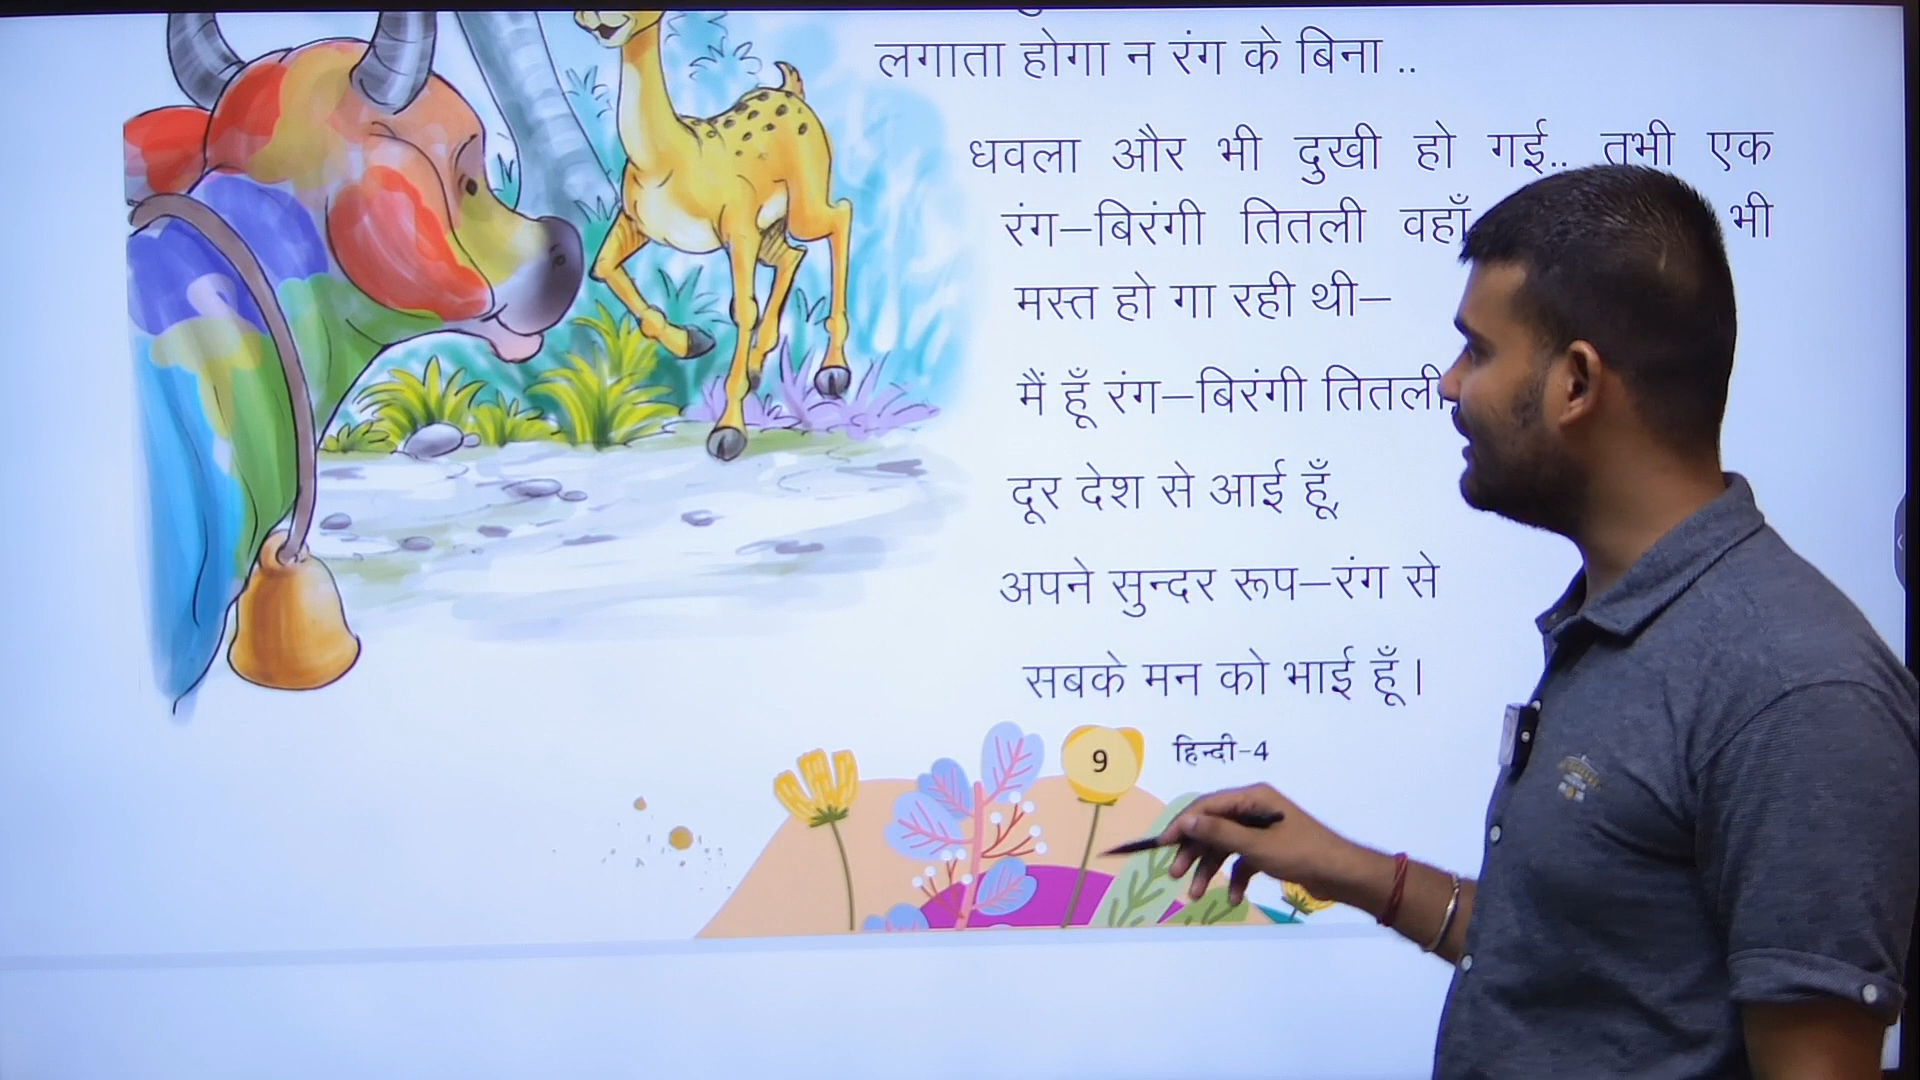 लगाता होगा न रंग के बिना ..
धवला और भी दुखी हो गई.. तभी एक
रंग–बिरंगी तितली वहाँ भी
मस्त हो गा रही थी–
मैं हूँ रंग–बिरंगी तितली
दूर देश से आई हूँ,
अपने सुन्दर रूप–रंग से
सबके मन को भाई हूँ।
9 हिन्दी-4